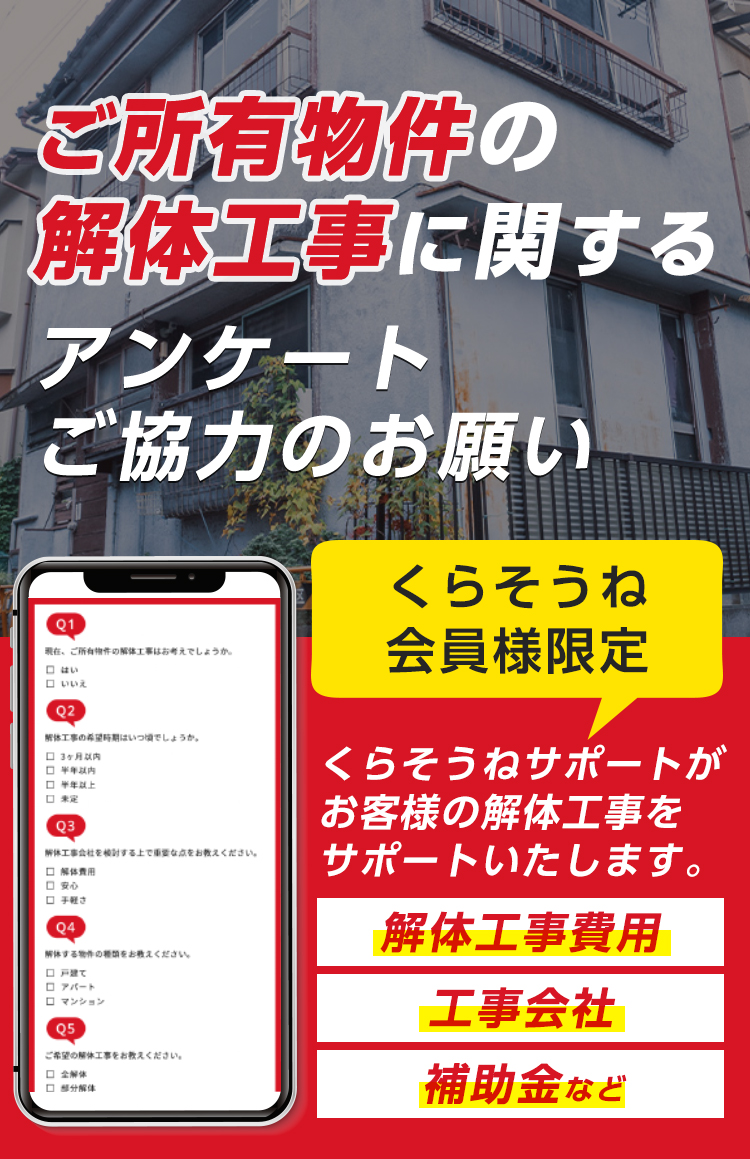 ご所有物件の
解体工事に関する
アンケート
ご協力のお願い
くらそうね
会員様限定
くらそうねサポートが
お客様の解体工事を
サポートいたします。
解体工事費用
工事会社
補助金など
Q1
現在、ご所有物件の解体工事はお考えでしょうか。
□ はい
□ いいえ
Q2
解体工事の希望時期はいつ頃でしょうか。
□ 3ヶ月以内
□ 半年以内
□ 半年以上
□ 未定
Q3
解体工事会社を検討する上で重要な点をお教えください。
□ 解体費用
□ 安心
□ 手軽さ
Q4
解体する物件の種類をお教えください。
□ 戸建て
□ アパート
□ マンション
Q5
ご希望の解体工事をお教えください。
□ 全解体
□ 部分解体
区